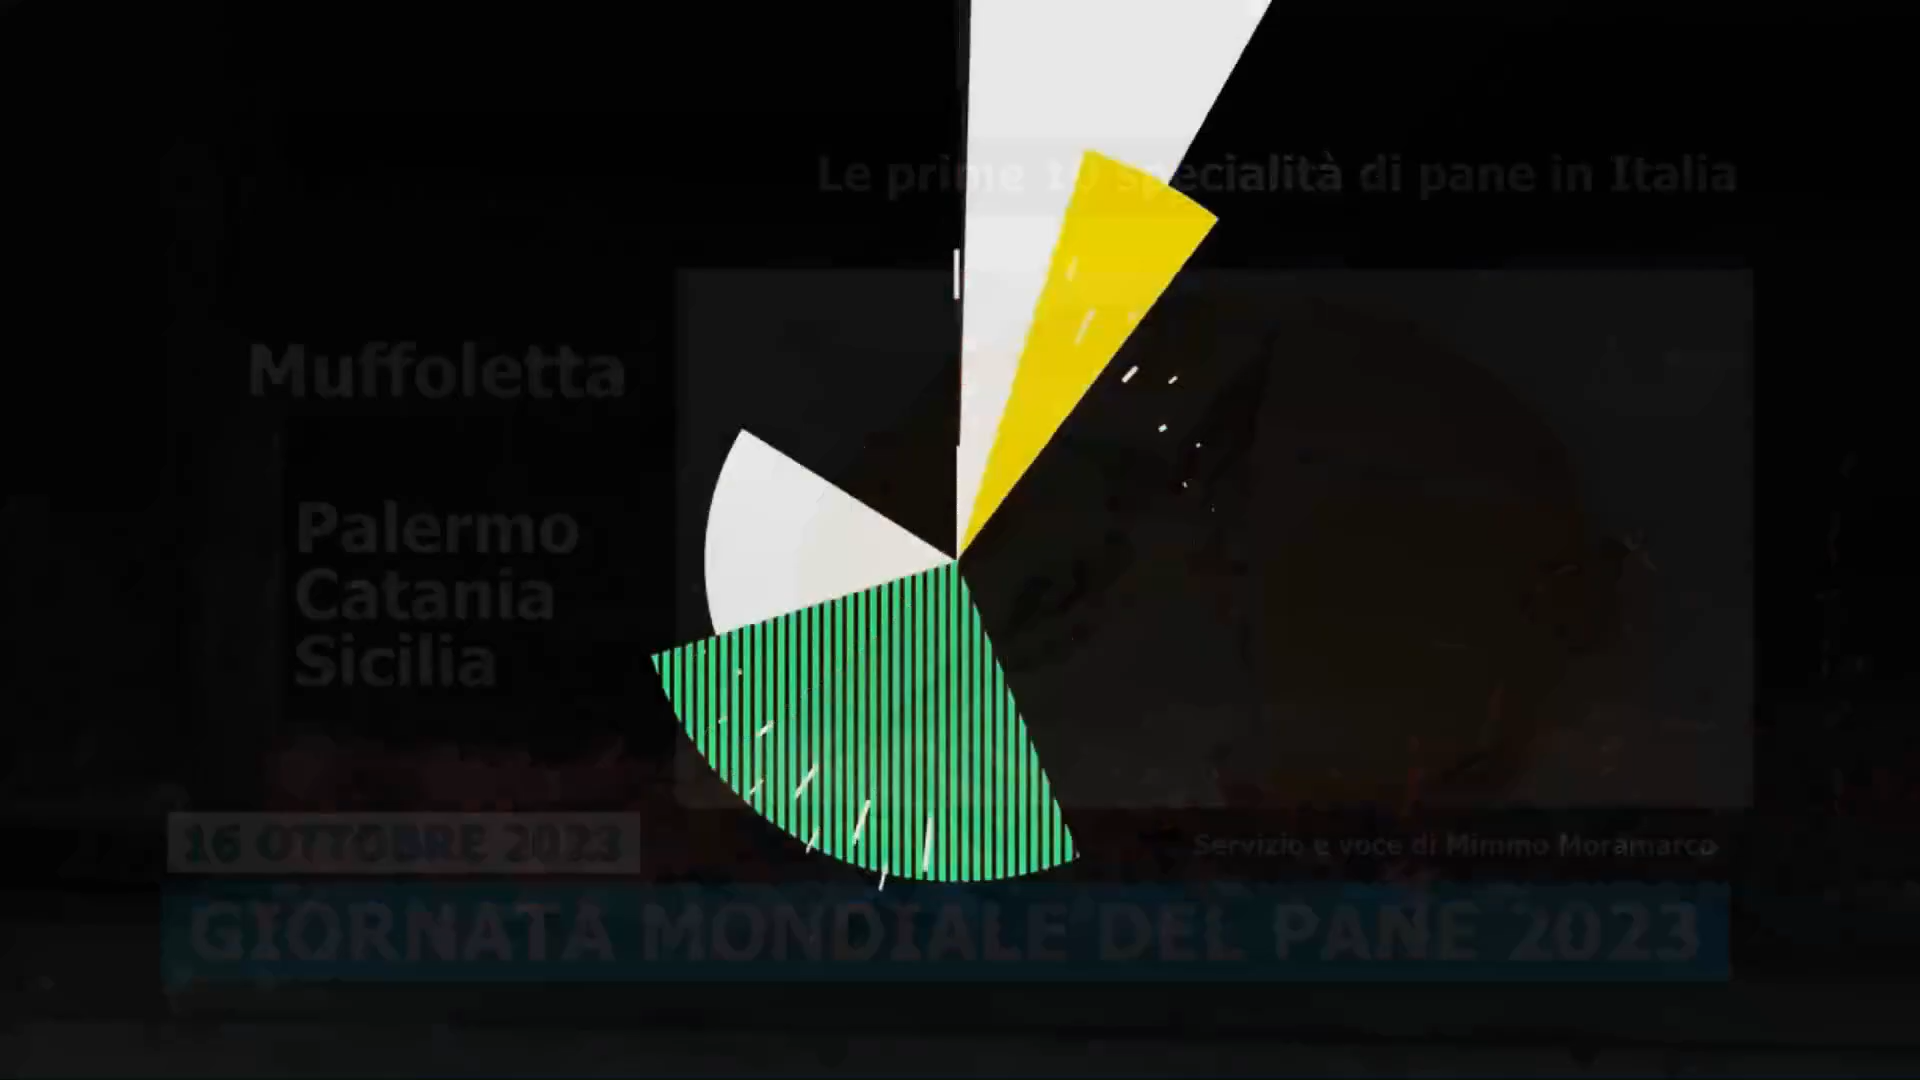 Le prime 10 specialità di pane in Italia
Muffoletta
Palermo
Catania
Sicilia
16 OTTOBRE 2023
Servizio e voce di Mimmo Moramarco
GIORNATA MONDIALE DEL PANE 2023